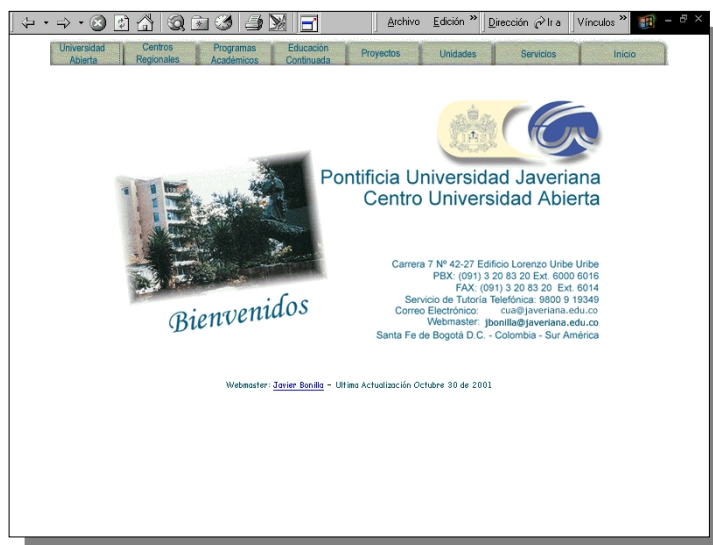 Archivo Edición » Dirección Ir a Vínculos »
Universidad Abierta Centros Regionales Programas Académicos Educación Continuada Proyectos Unidades Servicios Inicio
Pontificia Universidad Javeriana
Centro Universidad Abierta
Carrera 7 Nº 42-27 Edificio Lorenzo Uribe Uribe
PBX: (091) 3 20 83 20 Ext. 6000 6016
FAX: (091) 3 20 83 20 Ext. 6014
Servicio de Tutoría Telefónica: 9800 9 19349
Correo Electrónico: cua@javeriana.edu.co
Webmaster: jbonilla@javeriana.edu.co
Santa Fe de Bogotá D.C. - Colombia - Sur América
Bienvenidos
Webmaster: Javier Bonilla - Ultima Actualización Octubre 30 de 2001